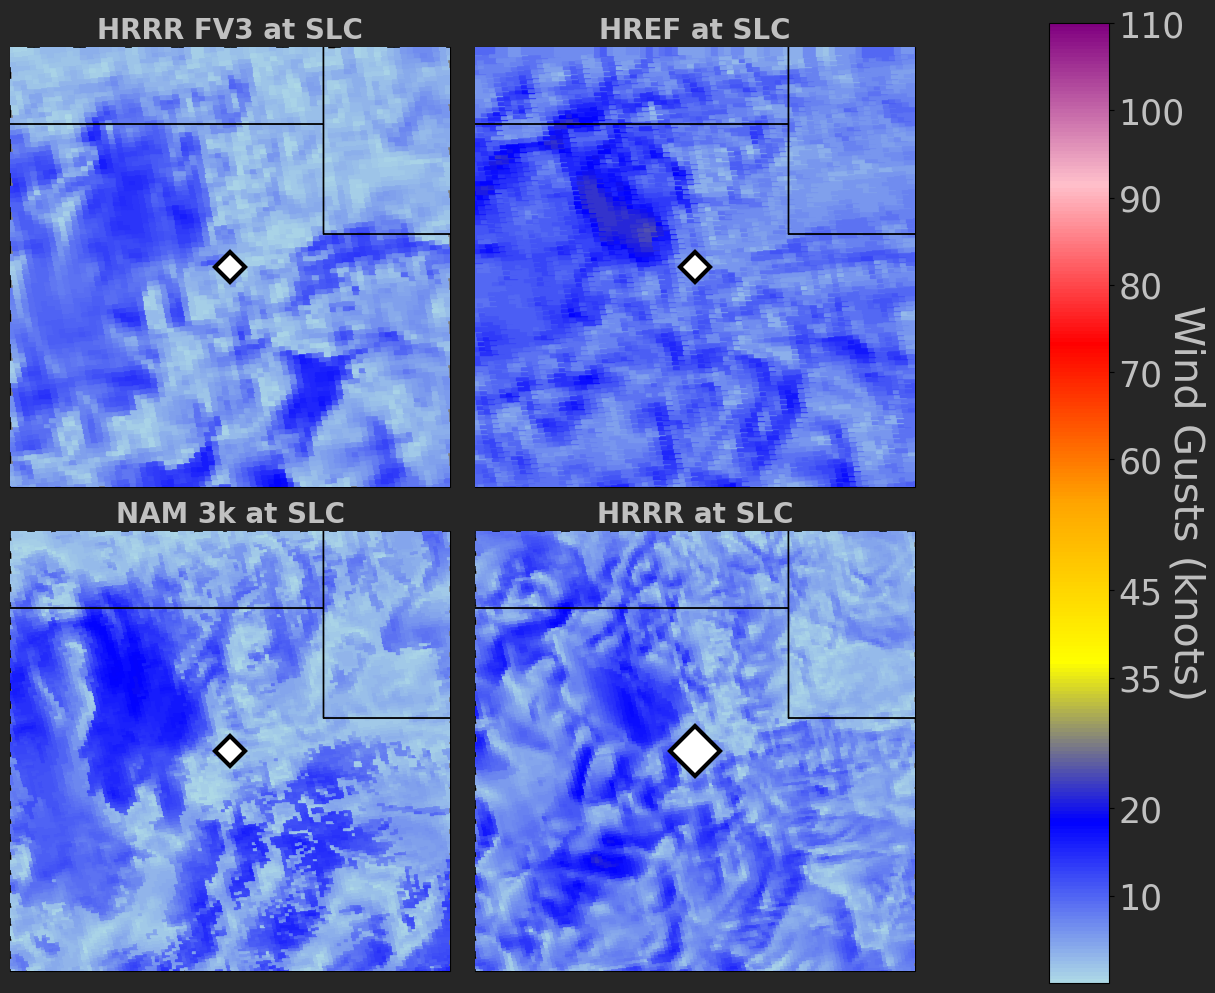 HRRR FV3 at SLC
HREF at SLC
NAM 3k at SLC
HRRR at SLC
110
100
90
80
70
60
45
35
20
10
Wind Gusts (knots)